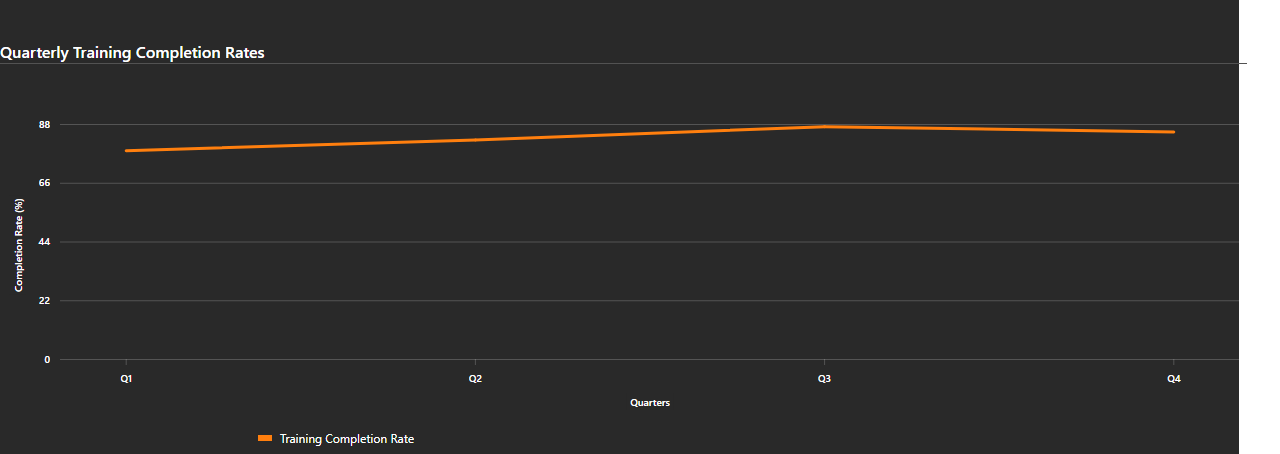 Quarterly Training Completion Rates
88
66
44
22
0
Completion Rate (%)
Q1 Q2 Q3 Q4
Quarters
Training Completion Rate